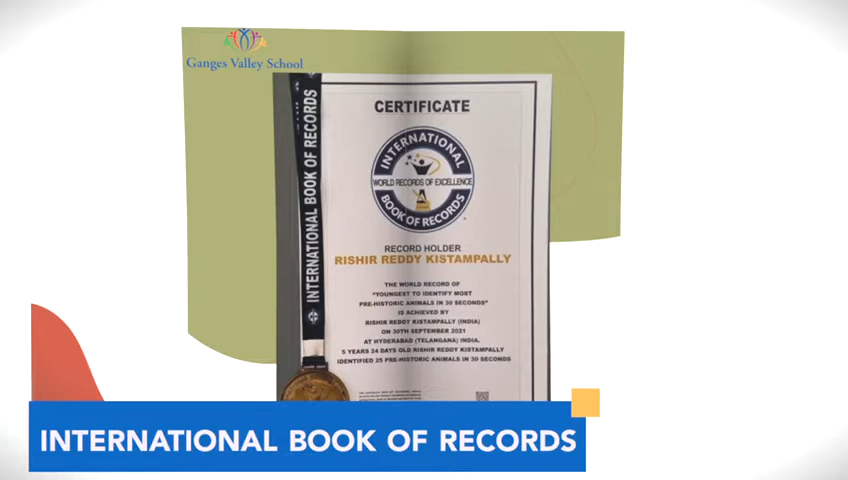 Ganges Valley School
INTERNATIONAL BOOK OF RECORDS
CERTIFICATE
INTERNATIONAL
WORLD RECORDS OF EXCELLENCE
BOOK OF RECORDS
RECORD HOLDER
RISHIR REDDY KISTAMPALLY
THE WORLD RECORD OF
"YOUNGEST TO IDENTIFY MOST
PRE-HISTORIC ANIMALS IN 30 SECONDS"
IS ACHIEVED BY
RISHIR REDDY KISTAMPALLY (INDIA)
ON 30TH SEPTEMBER 2021
AT HYDERABAD (TELANGANA) INDIA.
5 YEARS 24 DAYS OLD RISHIR REDDY KISTAMPALLY
IDENTIFIED 25 PRE-HISTORIC ANIMALS IN 30 SECONDS
INTERNATIONAL BOOK OF RECORDS